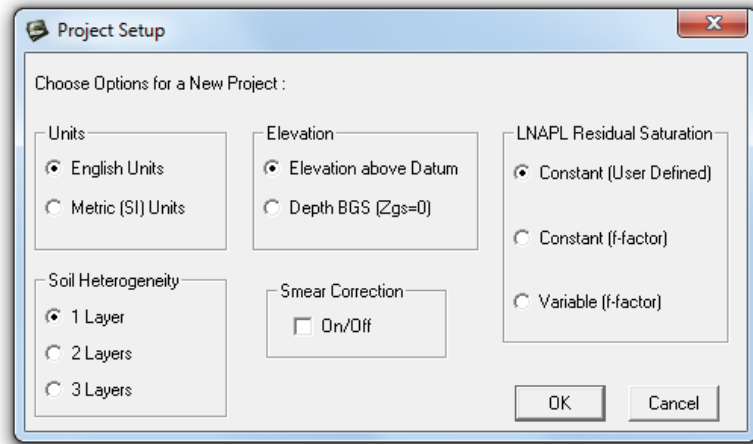 Project Setup
Choose Options for a New Project :
Units
English Units
Metric (SI) Units
Elevation
Elevation above Datum
Depth BGS (Zgs=0)
LNAPL Residual Saturation
Constant (User Defined)
Constant (f-factor)
Variable (f-factor)
Soil Heterogeneity
1 Layer
2 Layers
3 Layers
Smear Correction
On/Off
OK
Cancel